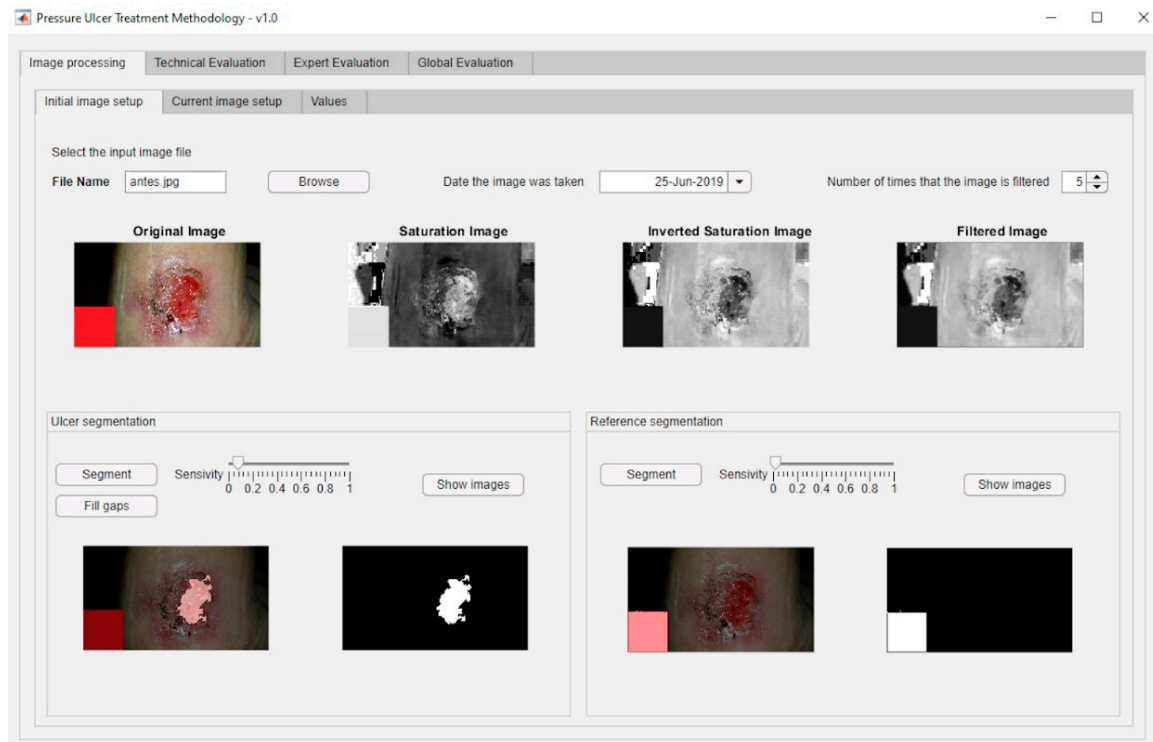 Pressure Ulcer Treatment Methodology - v1.0
Image processing Technical Evaluation Expert Evaluation Global Evaluation
Initial image setup Current image setup Values
Select the input image file
File Name antes.jpg Browse Date the image was taken 25-Jun-2019 Number of times that the image is filtered 5
Original Image Saturation Image Inverted Saturation Image Filtered Image
Ulcer segmentation
Segment Sensivity Show images
0 0.2 0.4 0.6 0.8 1
Fill gaps
Reference segmentation
Segment Sensivity Show images
0 0.2 0.4 0.6 0.8 1